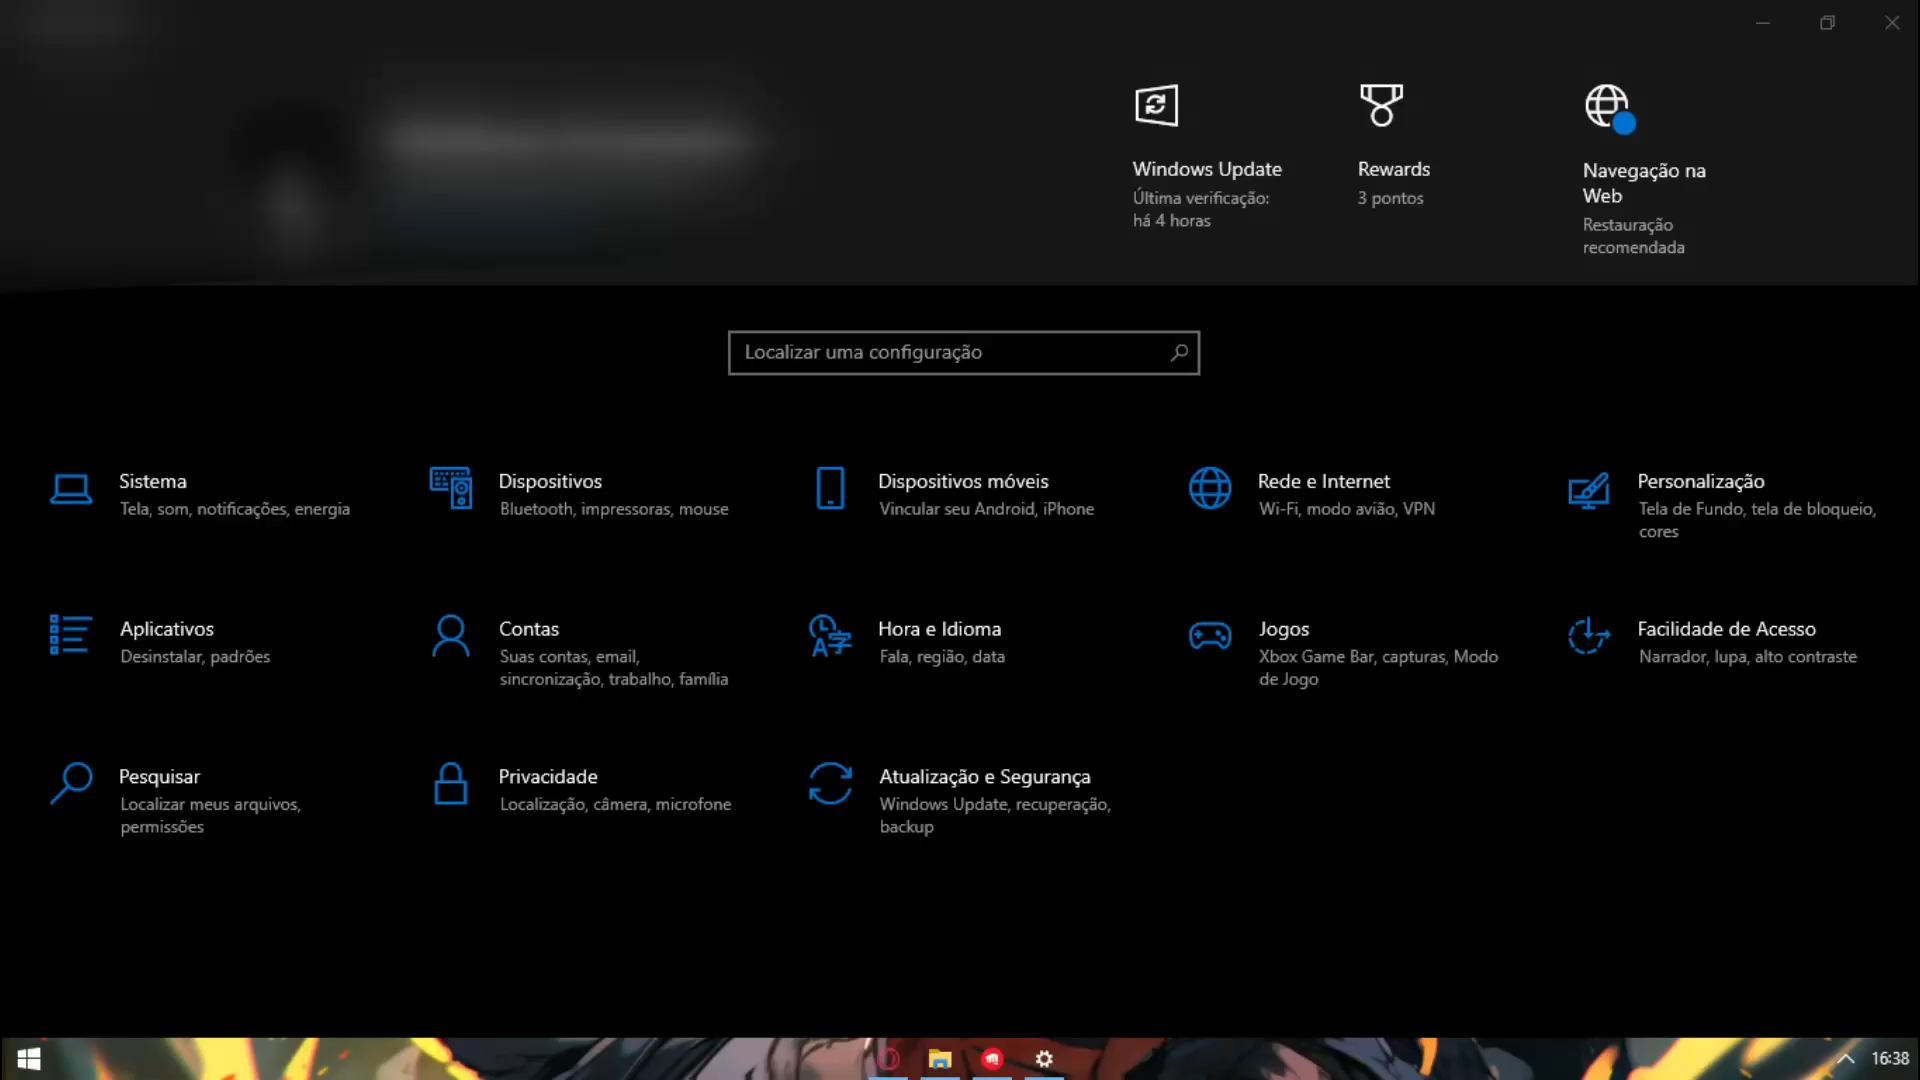 Windows Update
Última verificação:
há 4 horas
Rewards
3 pontos
Navegação na
Web
Restauração
recomendada
Localizar uma configuração
Sistema
Tela, som, notificações, energia
Dispositivos
Bluetooth, impressoras, mouse
Dispositivos móveis
Vincular seu Android, iPhone
Rede e Internet
Wi-Fi, modo avião, VPN
Personalização
Tela de Fundo, tela de bloqueio,
cores
Aplicativos
Desinstalar, padrões
Contas
Suas contas, email,
sincronização, trabalho, família
Hora e Idioma
Fala, região, data
Jogos
Xbox Game Bar, capturas, Modo
de Jogo
Facilidade de Acesso
Narrador, lupa, alto contraste
Pesquisar
Localizar meus arquivos,
permissões
Privacidade
Localização, câmera, microfone
Atualização e Segurança
Windows Update, recuperação,
backup
16:38